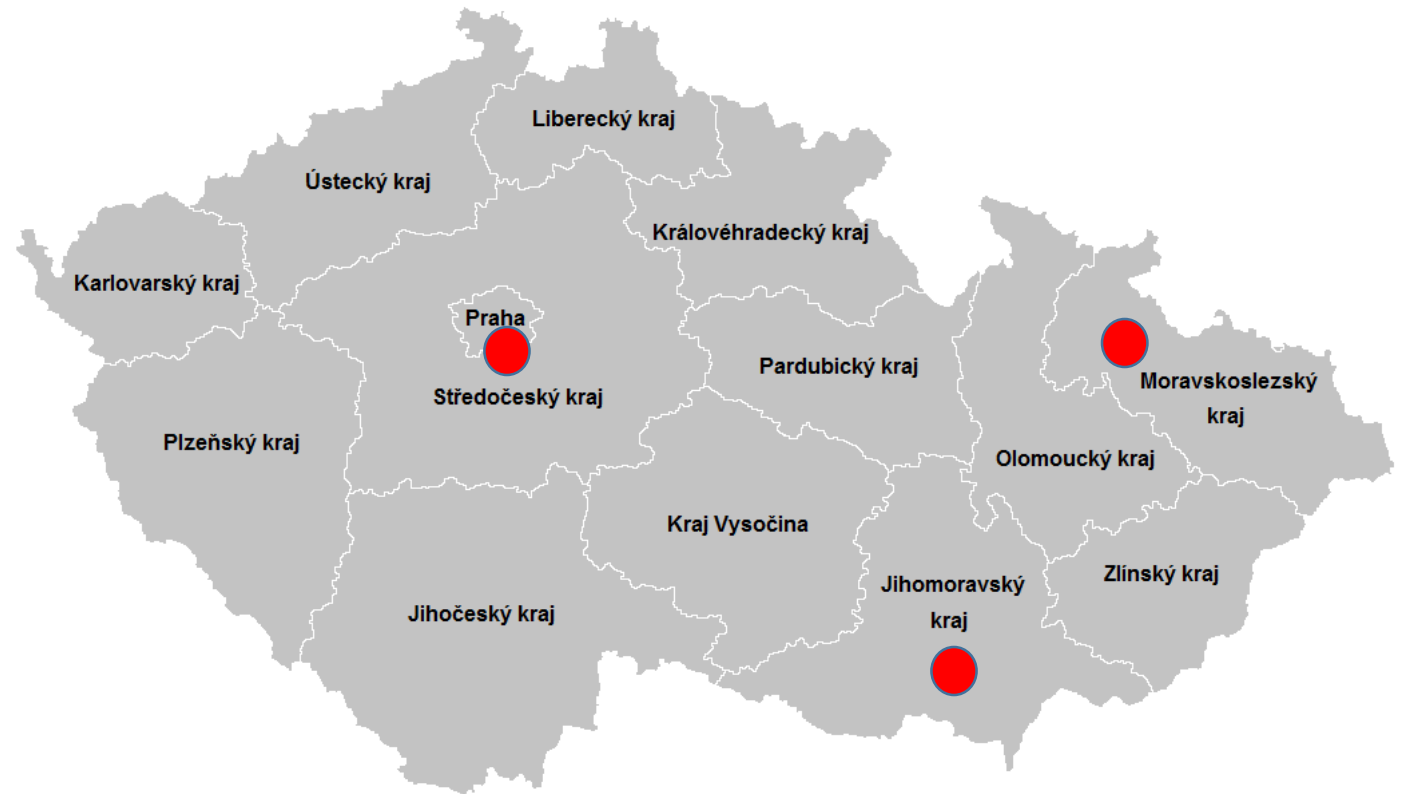 Liberecký kraj
Ústecký kraj
Královéhradecký kraj
Karlovarský kraj
Praha
Pardubický kraj
Moravskoslezský
kraj
Středočeský kraj
Plzeňský kraj
Olomoucký kraj
Kraj Vysočina
Zlínský kraj
Jihomoravský
kraj
Jihočeský kraj